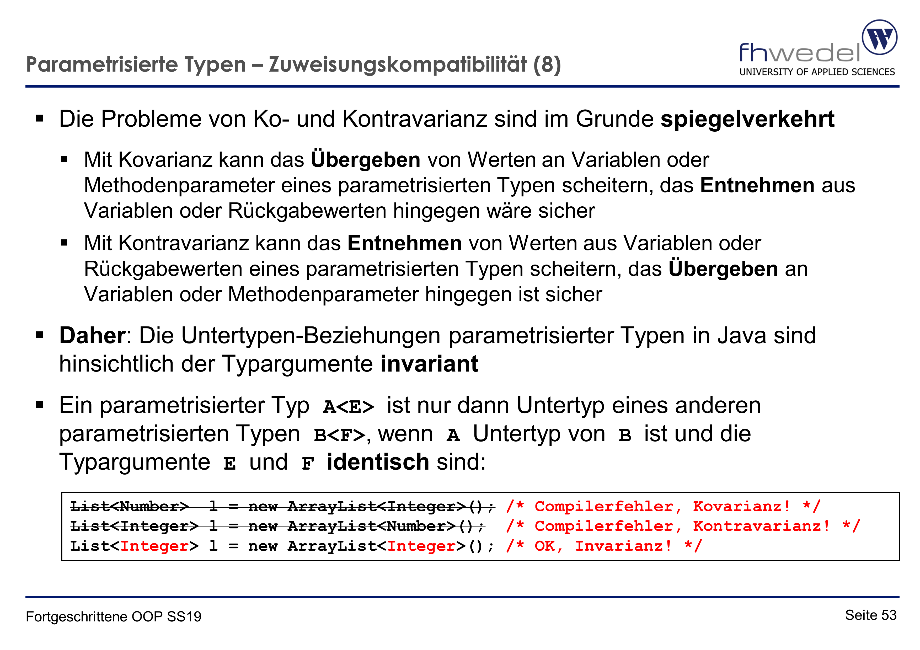 Parametrisierte Typen – Zuweisungskompatibilität (8)
fhwedel
UNIVERSITY OF APPLIED SCIENCES
▪ Die Probleme von Ko- und Kontravarianz sind im Grunde spiegelverkehrt
▪ Mit Kovarianz kann das Übergeben von Werten an Variablen oder
Methodenparameter eines parametrisierten Typen scheitern, das Entnehmen aus
Variablen oder Rückgabewerten hingegen wäre sicher
▪ Mit Kontravarianz kann das Entnehmen von Werten aus Variablen oder
Rückgabewerten eines parametrisierten Typen scheitern, das Übergeben an
Variablen oder Methodenparameter hingegen ist sicher
▪ Daher: Die Untertypen-Beziehungen parametrisierter Typen in Java sind
hinsichtlich der Typargumente invariant
▪ Ein parametrisierter Typ A<E> ist nur dann Untertyp eines anderen
parametrisierten Typen B<F>, wenn A Untertyp von B ist und die
Typargumente E und F identisch sind:
List<Number> l = new ArrayList<Integer>(); /* Compilerfehler, Kovarianz! */
List<Integer> l = new ArrayList<Number>(); /* Compilerfehler, Kontravarianz! */
List<Integer> l = new ArrayList<Integer>(); /* OK, Invarianz! */
Fortgeschrittene OOP SS19
Seite 53